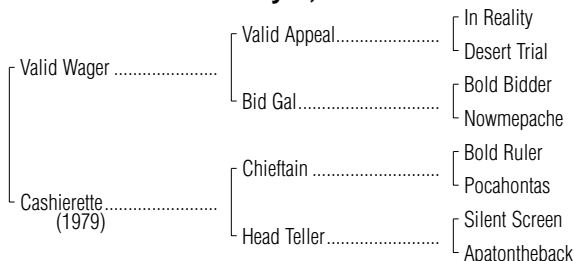 In Reality
Valid Appeal
Desert Trial
Valid Wager
Bold Bidder
Bid Gal
Nowmepache
Bold Ruler
Chieftain
Pocahontas
Cashierette
(1979)
Silent Screen
Head Teller
Apatontheback